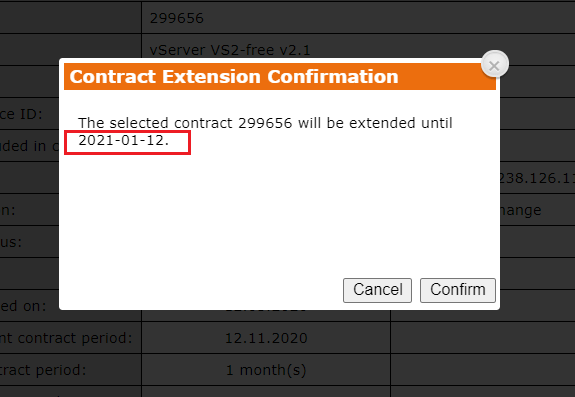 299656
vServer VS2-free v2.1
×
Contract Extension Confirmation
ce ID:
The selected contract 299656 will be extended until
2021-01-12.
uded in c
238.126.11
n:
hange
us:
Cancel
Confirm
ed on:
nt contract period:
12.11.2020
tract period:
1 month(s)